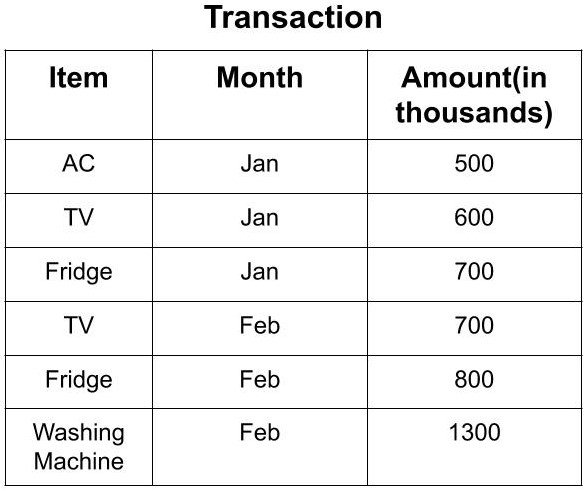 Transaction
Item Month Amount(in
thousands)
AC Jan 500
TV Jan 600
Fridge Jan 700
TV Feb 700
Fridge Feb 800
Washing Feb 1300
Machine